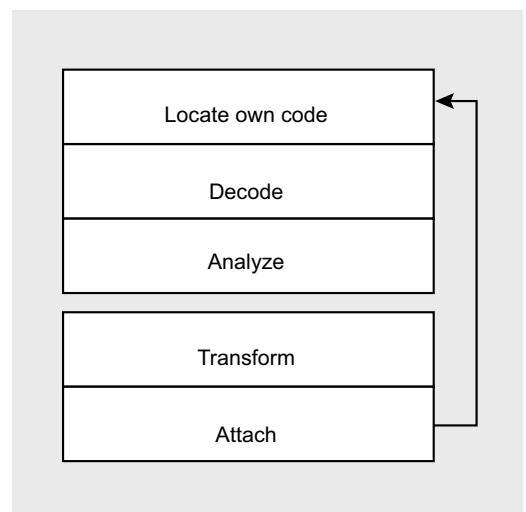 Locate own code
Decode
Analyze
Transform
Attach